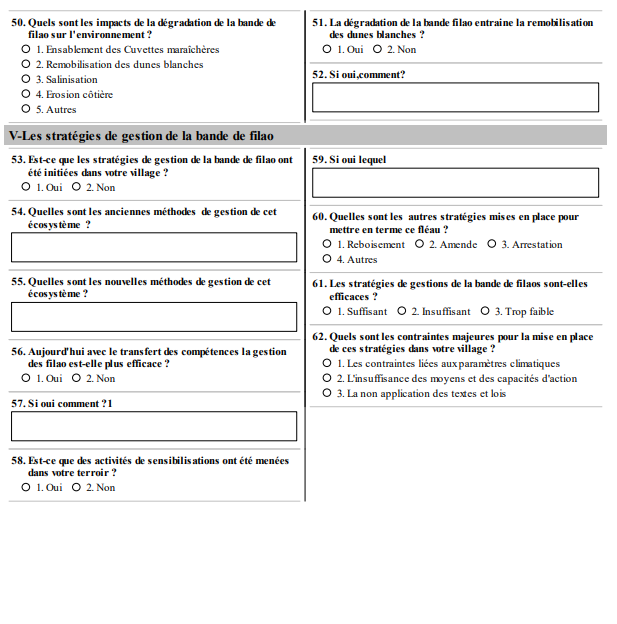 50. Quels sont les impacts de la dégradation de la bande de
filao sur l'environnement ?
1. Ensablement des Cuvettes maraîchères
2. Remobilisation des dunes blanches
3. Salinisation
4. Erosion côtière
5. Autres
51. La dégradation de la bande filao entraine la remobilisation
des dunes blanches ?
1. Oui 2. Non
52. Si oui,comment?
V-Les stratégies de gestion de la bande de filao
53. Est-ce que les stratégies de gestion de la bande de filao ont
été initiées dans votre village ?
1. Oui 2. Non
54. Quelles sont les anciennes méthodes de gestion de cet
écosystème ?
55. Quelles sont les nouvelles méthodes de gestion de cet
écosystème ?
56. Aujourd'hui avec le transfert des compétences la gestion
des filao est-elle plus efficace ?
1. Oui 2. Non
57. Si oui comment ?1
58. Est-ce que des activités de sensibilisations ont été menées
dans votre terroir ?
1. Oui 2. Non
59. Si oui lequel
60. Quelles sont les autres stratégies mises en place pour
mettre en terme ce fléau ?
1. Reboisement 2. Amende 3. Arrestation
4. Autres
61. Les stratégies de gestions de la bande de filaos sont-elles
efficaces ?
1. Suffisant 2. Insuffisant 3. Trop faible
62. Quels sont les contraintes majeures pour la mise en place
de ces stratégies dans votre village ?
1. Les contraintes liées aux paramètres climatiques
2. L'insuffisance des moyens et des capacités d'action
3. La non application des textes et lois